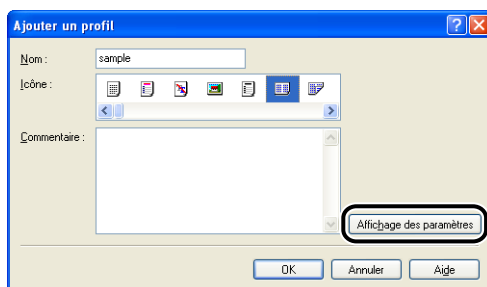 Ajouter un profil
Nom :
sample
Icône :
Commentaire :
Affichage des paramètres
OK
Annuler
Aide